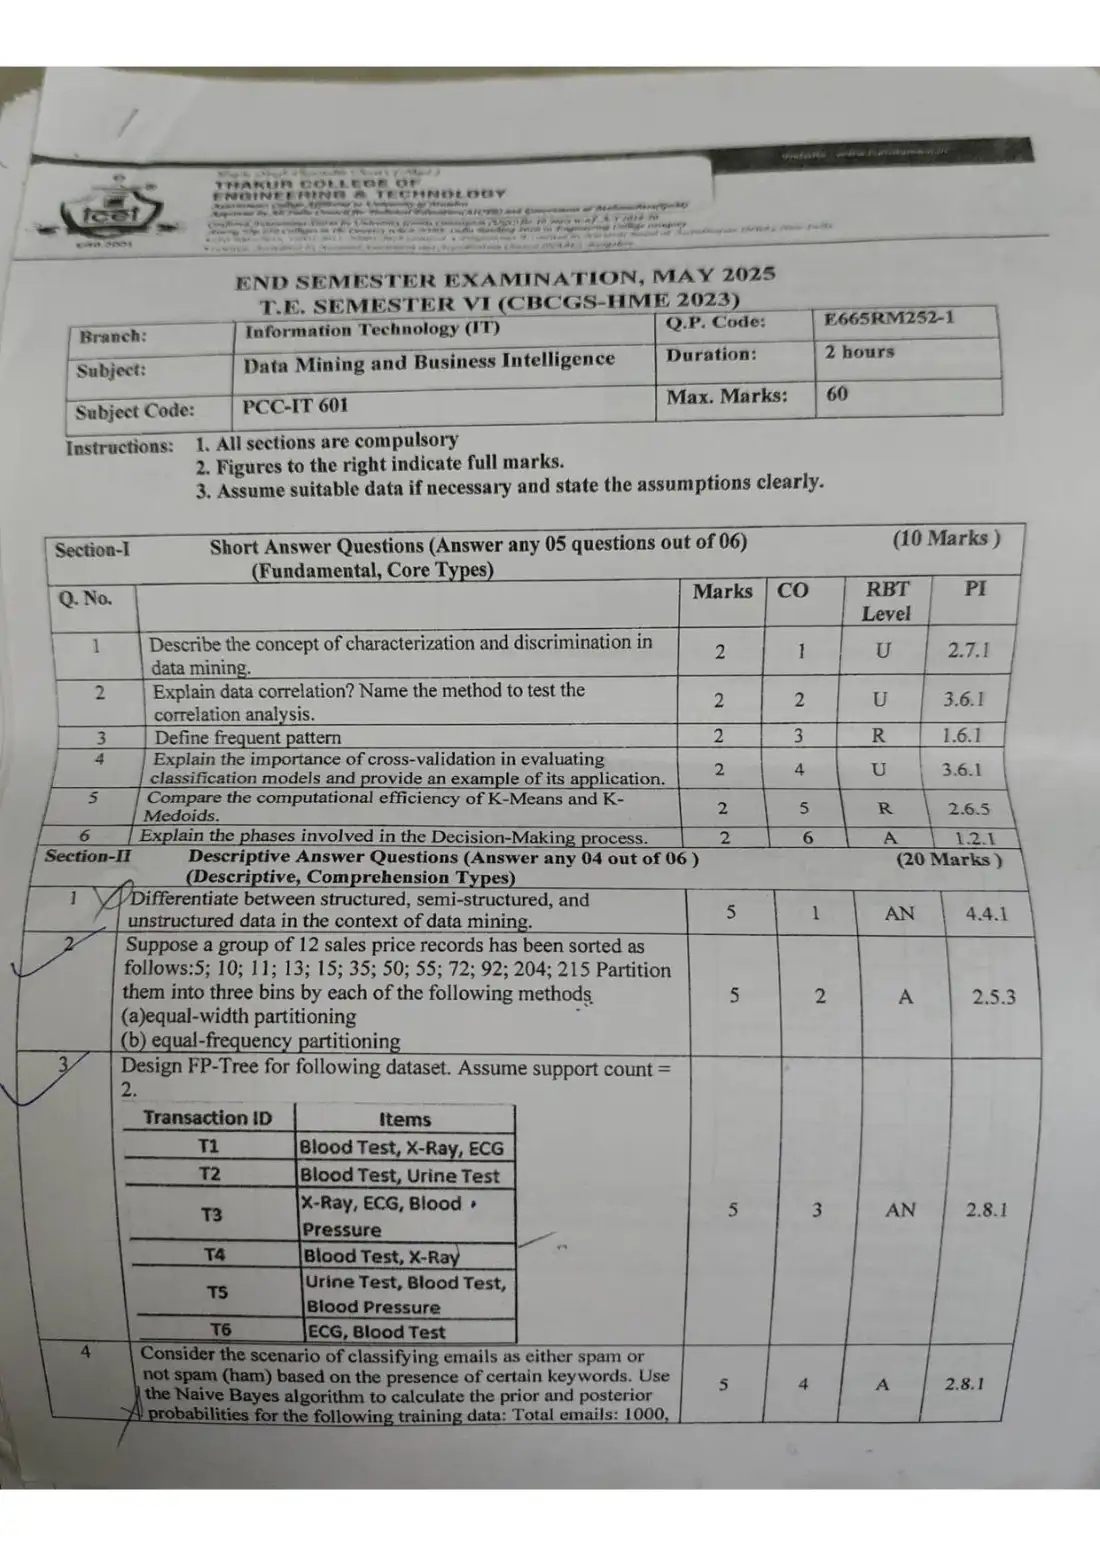 THAKUR COLLEGE OF
ENGINEERING & TECHNOLOGY
tcet
END SEMESTER EXAMINATION, MAY 2025
T.E. SEMESTER VI (CBCGS-HME 2023)
Branch: Information Technology (IT) Q.P. Code: E665RM252-1
Subject: Data Mining and Business Intelligence Duration: 2 hours
Subject Code: PCC-IT 601 Max. Marks: 60
Instructions: 1. All sections are compulsory
2. Figures to the right indicate full marks.
3. Assume suitable data if necessary and state the assumptions clearly.
Section-I Short Answer Questions (Answer any 05 questions out of 06) (10 Marks )
(Fundamental, Core Types)
Q. No. Marks CO RBT Level PI
1 Describe the concept of characterization and discrimination in 2 1 U 2.7.1
data mining.
2 Explain data correlation? Name the method to test the 2 2 U 3.6.1
correlation analysis.
3 Define frequent pattern 2 3 R 1.6.1
4 Explain the importance of cross-validation in evaluating 2 4 U 3.6.1
classification models and provide an example of its application.
5 Compare the computational efficiency of K-Means and K- 2 5 R 2.6.5
Medoids.
6 Explain the phases involved in the Decision-Making process. 2 6 A 1.2.1
Section-II Descriptive Answer Questions (Answer any 04 out of 06 ) (20 Marks )
(Descriptive, Comprehension Types)
1 Differentiate between structured, semi-structured, and 5 1 AN 4.4.1
unstructured data in the context of data mining.
2 Suppose a group of 12 sales price records has been sorted as
follows:5; 10; 11; 13; 15; 35; 50; 55; 72; 92; 204; 215 Partition
them into three bins by each of the following methods. 5 2 A 2.5.3
(a)equal-width partitioning
(b) equal-frequency partitioning
3 Design FP-Tree for following dataset. Assume support count =
2.
Transaction ID Items
T1 Blood Test, X-Ray, ECG
T2 Blood Test, Urine Test
T3 X-Ray, ECG, Blood
Pressure 5 3 AN 2.8.1
T4 Blood Test, X-Ray
T5 Urine Test, Blood Test,
Blood Pressure
T6 ECG, Blood Test
4 Consider the scenario of classifying emails as either spam or
not spam (ham) based on the presence of certain keywords. Use 5 4 A 2.8.1
the Naive Bayes algorithm to calculate the prior and posterior
probabilities for the following training data: Total emails: 1000,